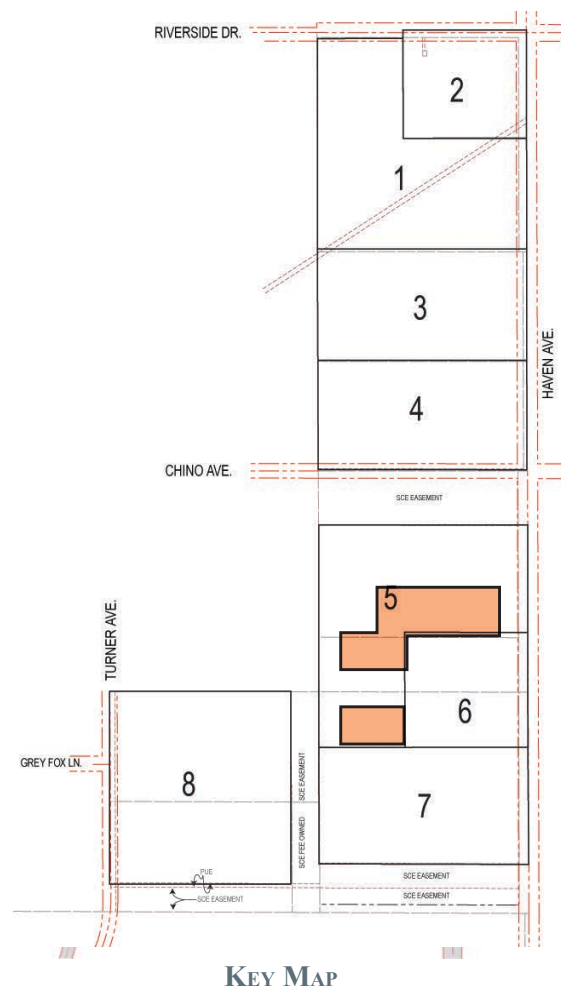 RIVERSIDE DR.
2
1
3
HAVEN AVE.
4
CHINO AVE.
SCE EASEMENT
5
TURNER AVE.
6
GREY FOX LN.
SCE EASEMENT
8
7
SCE FEE OWNED
PUE
SCE EASEMENT
SCE EASEMENT
SCE EASEMENT
KEY MAP